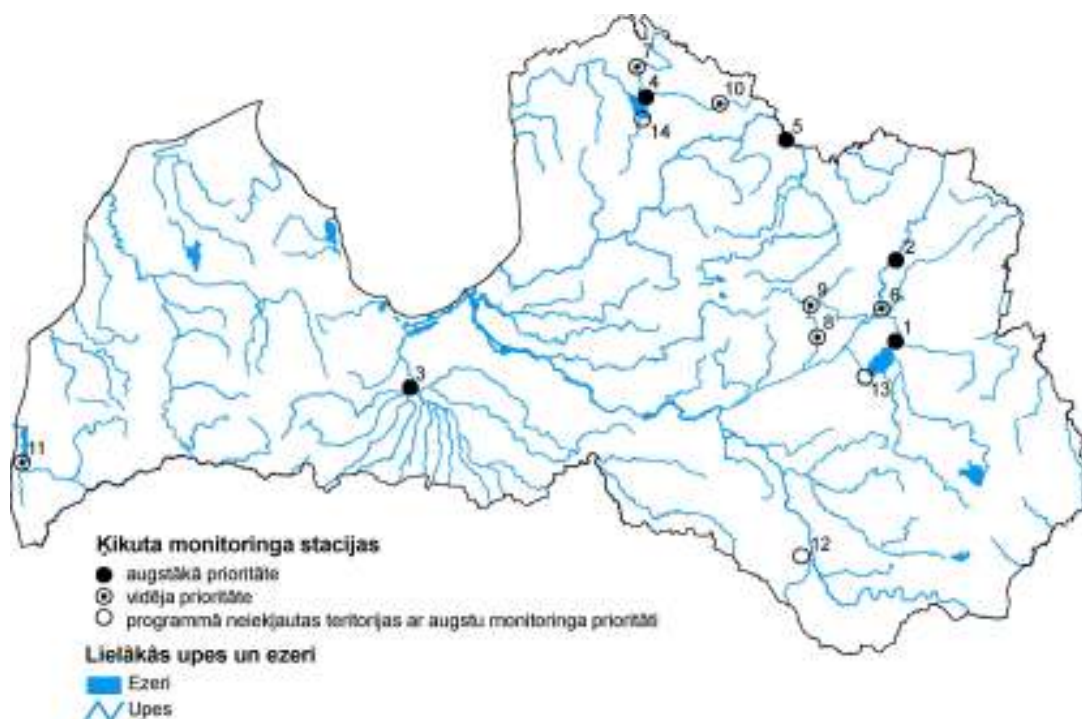 4
10
14
5
2
9
6
8
1
13
3
11
12
Ķikuta monitoringa stacijas
augstākā prioritāte
vidēja prioritāte
programmā neiekļautas teritorijas ar augstu monitoringa prioritāti
Lielākās upes un ezeri
Ezeri
Upes